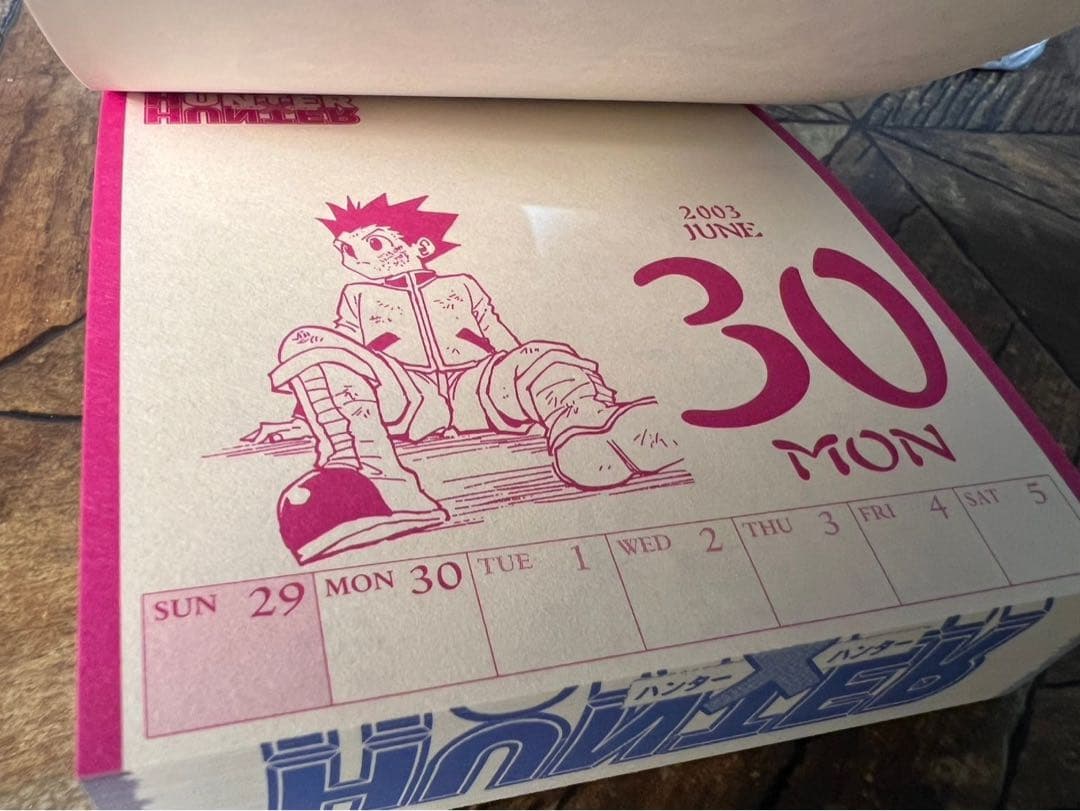 HUNTER
HUNTER
2003
JUNE
30
MON
SUN 29
MON 30
TUE 1
WED 2
THU 3
FRI 4
SAT 5
ハンター
ハンター
HUNTER